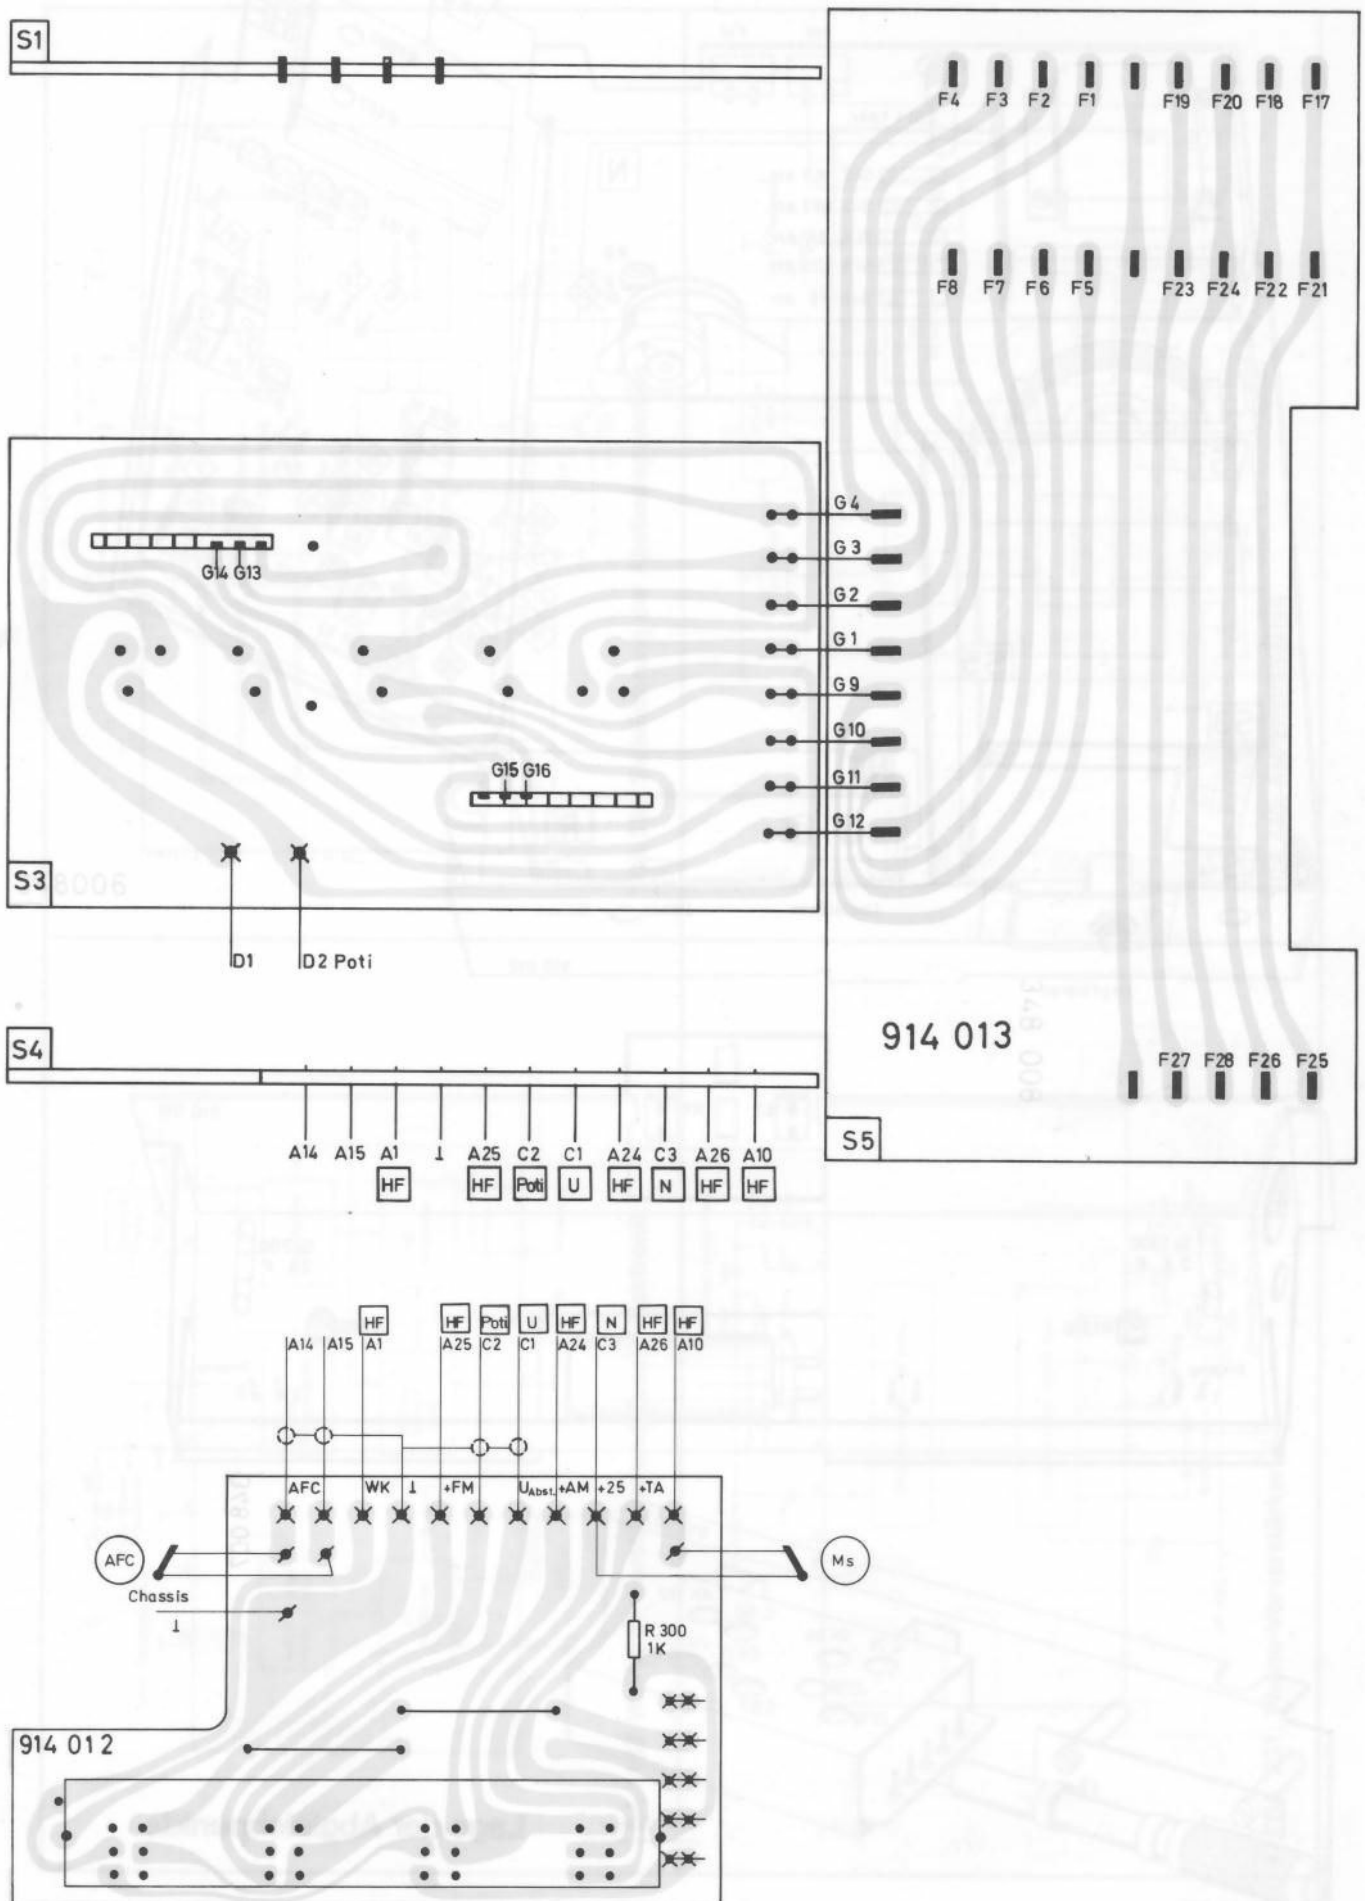 S1
F4 F3 F2 F1 F19 F20 F18 F17
F8 F7 F6 F5 F23 F24 F22 F21
G4
G3
G2
G1
G9
G10
G11
G12
G14 G13
G15 G16
S3
D1 D2 Poti
914 013
F27 F28 F26 F25
S5
S4
A14 A15 A1 ⊥ A25 C2 C1 A24 C3 A26 A10
HF HF Poti U HF N HF HF
HF HF Poti U HF N HF HF
A14 A15 A1 A25 C2 C1 A24 C3 A26 A10
AFC WK ⊥ +FM UAbst. +AM +25 +TA
AFC
Ms
Chassis
⊥
R 300
1K
914 012